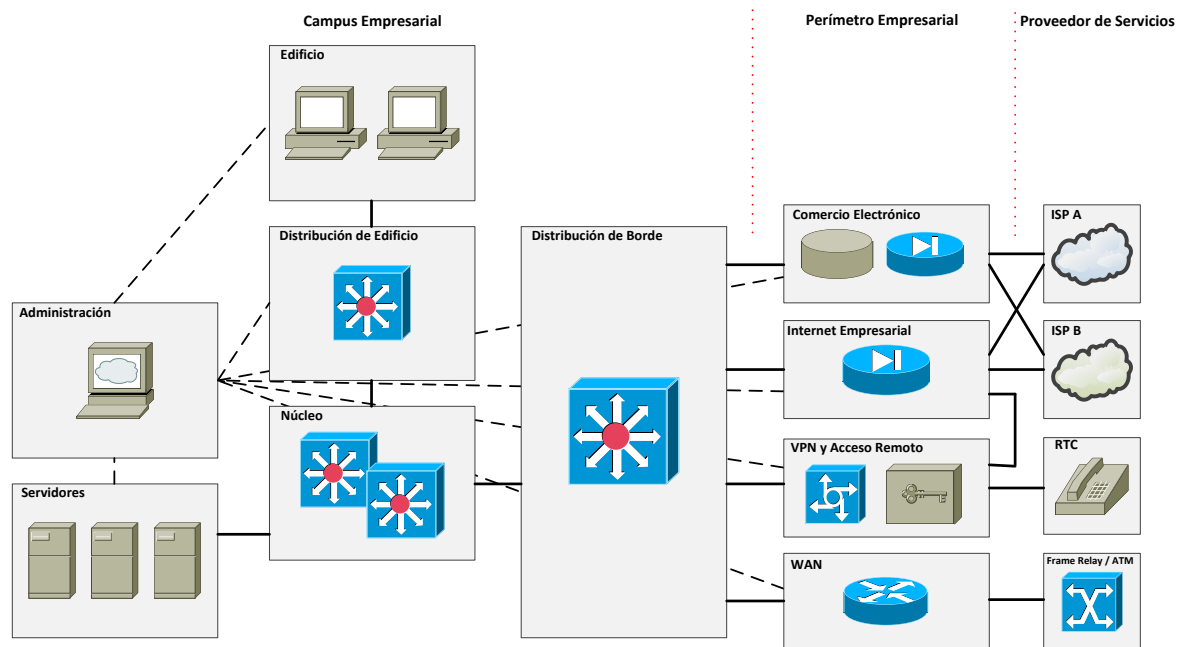 Campus Empresarial
Perímetro Empresarial
Proveedor de Servicios
Edificio
Distribución de Edificio
Distribución de Borde
Comercio Electrónico
ISP A
Administración
Internet Empresarial
ISP B
Núcleo
VPN y Acceso Remoto
RTC
Servidores
WAN
Frame Relay / ATM